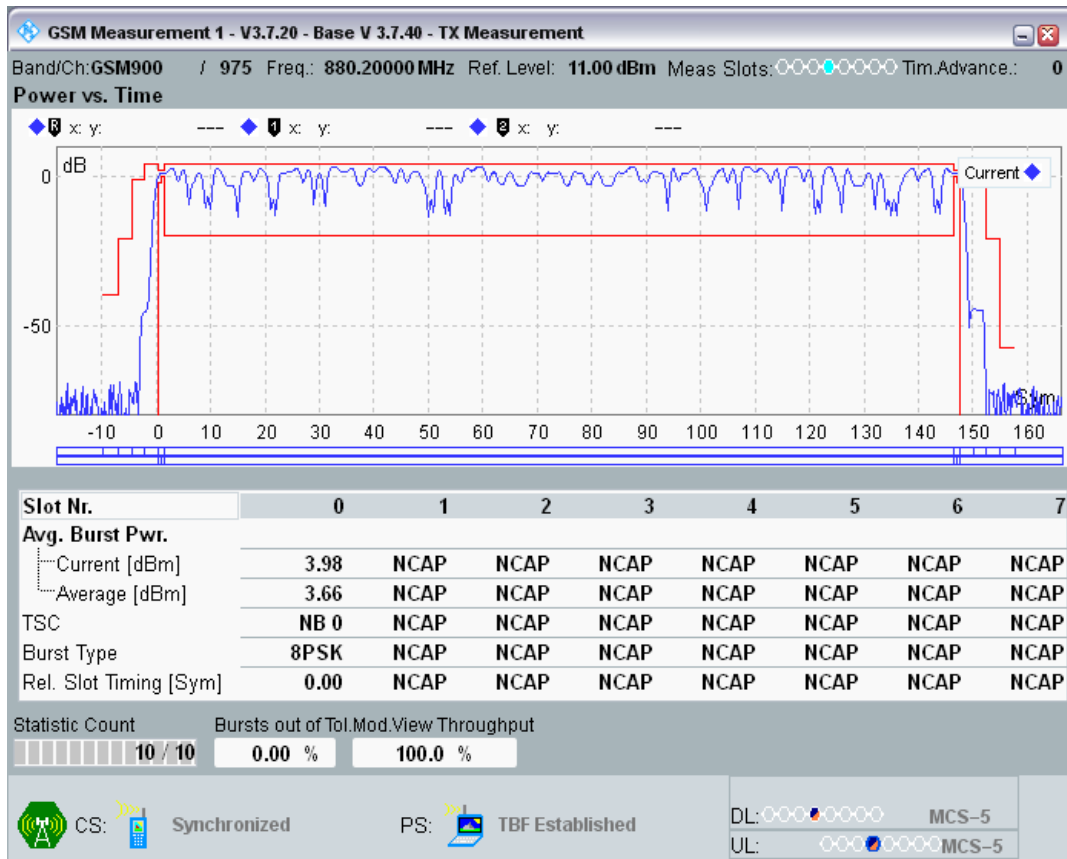 GSM Measurement 1 - V3.7.20 - Base V 3.7.40 - TX Measurement
Band/Ch:GSM900 / 975 Freq.: 880.20000 MHz Ref. Level: 11.00 dBm Meas Slots: Tim.Advance.: 0
Power vs. Time
R x: y: --- 1 x: y: --- 2 x: y: ---
dB
0
Current
-50
Sym
-10 0 10 20 30 40 50 60 70 80 90 100 110 120 130 140 150 160
Slot Nr. 0 1 2 3 4 5 6 7
Avg. Burst Pwr.
Current [dBm] 3.98 NCAP NCAP NCAP NCAP NCAP NCAP NCAP
Average [dBm] 3.66 NCAP NCAP NCAP NCAP NCAP NCAP NCAP
TSC NB 0 NCAP NCAP NCAP NCAP NCAP NCAP NCAP
Burst Type 8PSK NCAP NCAP NCAP NCAP NCAP NCAP NCAP
Rel. Slot Timing [Sym] 0.00 NCAP NCAP NCAP NCAP NCAP NCAP NCAP
Statistic Count Bursts out of Tol.Mod.View Throughput
10 / 10 0.00 % 100.0 %
CS: Synchronized PS: TBF Established DL: MCS-5
UL: MCS-5